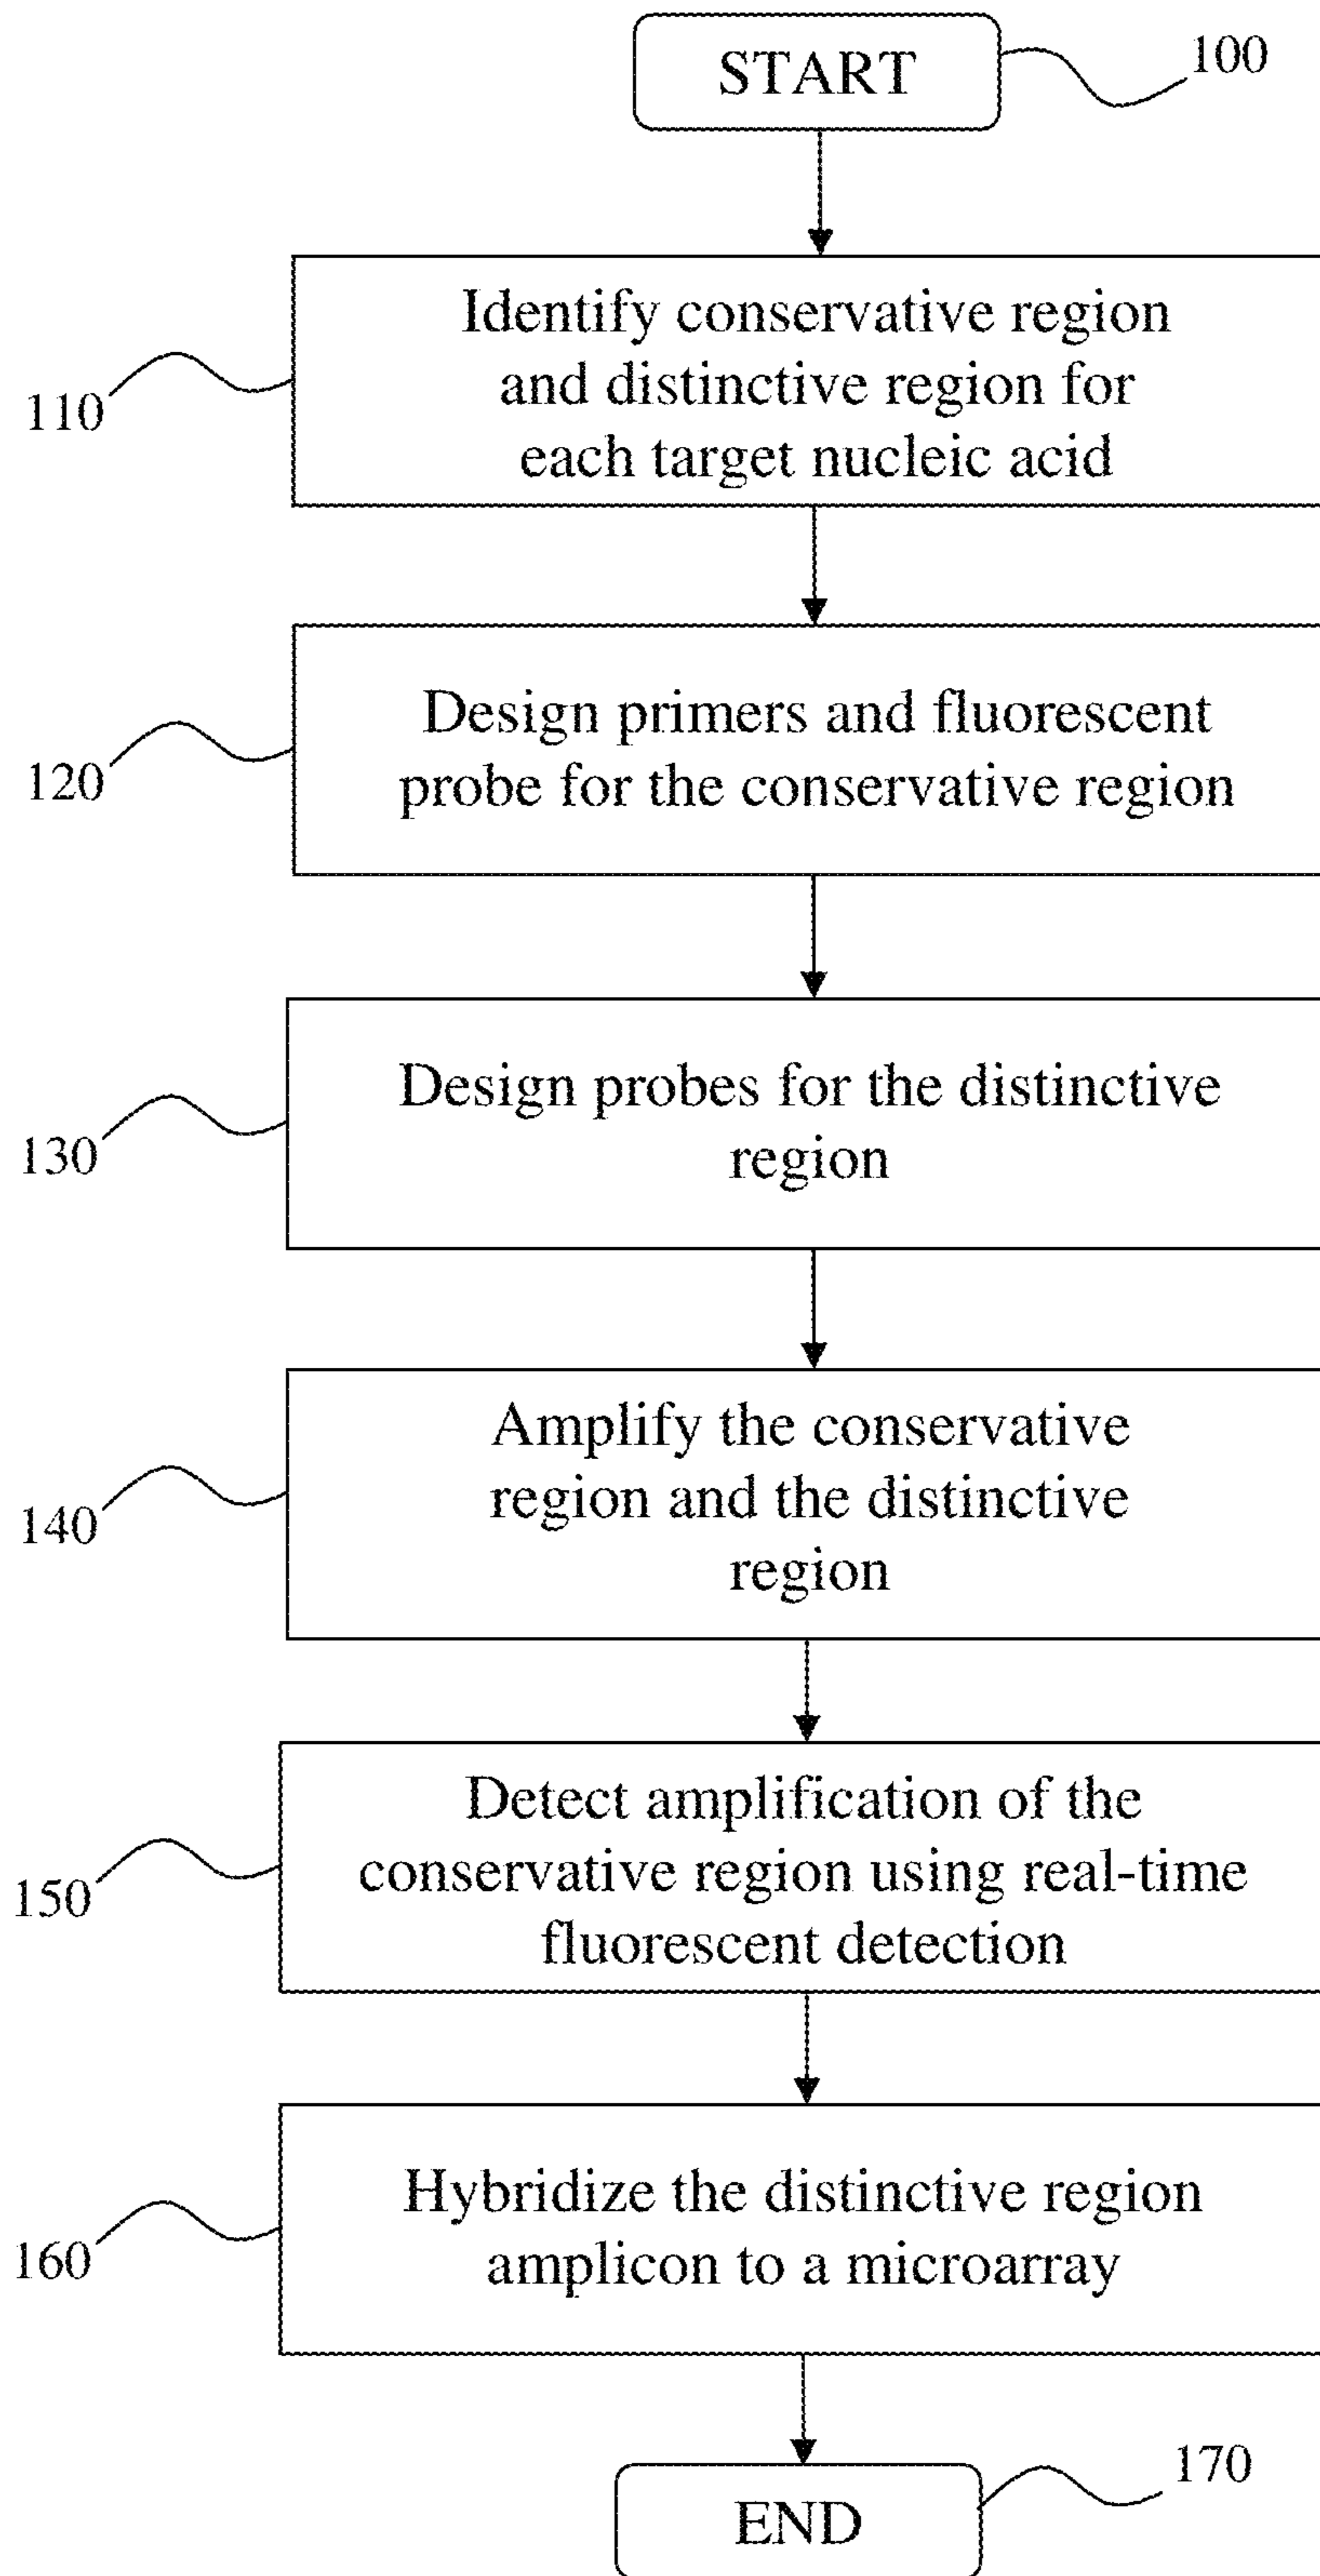 START
100
Identify conservative region
and distinctive region for
each target nucleic acid
110
Design primers and fluorescent
probe for the conservative region
120
Design probes for the distinctive
region
130
Amplify the conservative
region and the distinctive
region
140
Detect amplification of the
conservative region using real-time
fluorescent detection
150
Hybridize the distinctive region
amplicon to a microarray
160
END
170